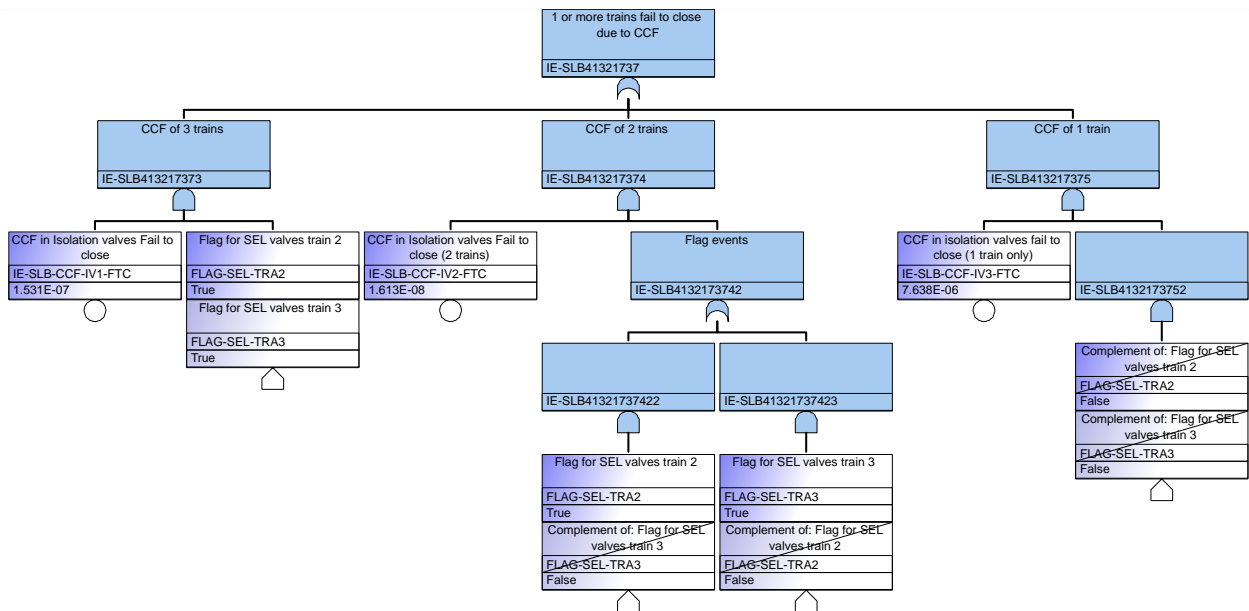 1 or more trains fail to close
due to CCF
IE-SLB41321737
CCF of 3 trains
IE-SLB413217373
CCF of 2 trains
IE-SLB413217374
CCF of 1 train
IE-SLB413217375
CCF in Isolation valves Fail to
close
IE-SLB-CCF-IV1-FTC
1.531E-07
Flag for SEL valves train 2
FLAG-SEL-TRA2
True
Flag for SEL valves train 3
FLAG-SEL-TRA3
True
CCF in Isolation valves Fail to
close (2 trains)
IE-SLB-CCF-IV2-FTC
1.613E-08
Flag events
IE-SLB4132173742
CCF in isolation valves fail to
close (1 train only)
IE-SLB-CCF-IV3-FTC
7.638E-06
IE-SLB4132173752
IE-SLB41321737422
IE-SLB41321737423
Complement of: Flag for SEL
valves train 2
FLAG-SEL-TRA2
False
Complement of: Flag for SEL
valves train 3
FLAG-SEL-TRA3
False
Flag for SEL valves train 2
FLAG-SEL-TRA2
True
Complement of: Flag for SEL
valves train 3
FLAG-SEL-TRA3
False
Flag for SEL valves train 3
FLAG-SEL-TRA3
True
Complement of: Flag for SEL
valves train 2
FLAG-SEL-TRA2
False